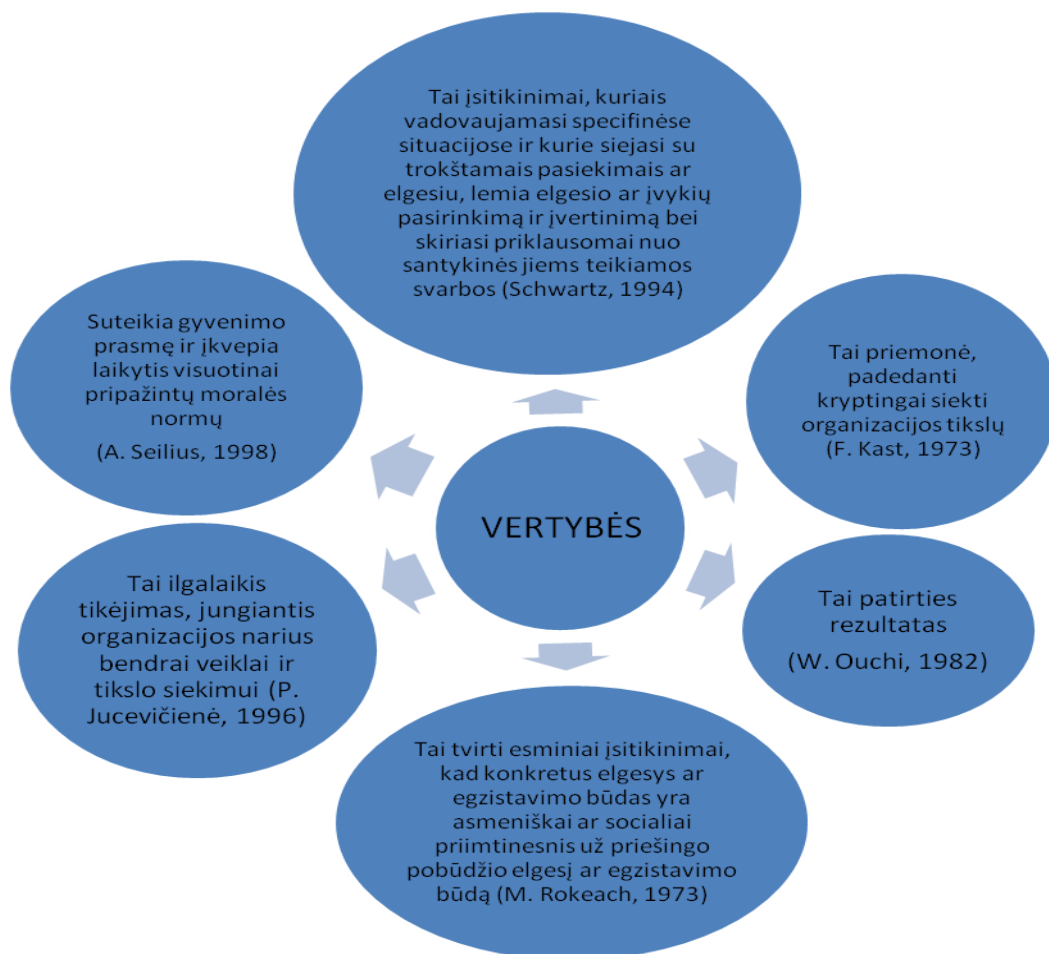 Tai įsitikinimai, kuriais
vadovaujamasi specifinėse
situacijose ir kurie siejasi su
trokštamais pasiekimais ar
elgesiu, lemia elgesio ar įvykių
pasirinkimą ir įvertinimą bei
skiriasi priklausomai nuo
santykinės jiems teikiamos
svarbos (Schwartz, 1994)
Suteikia gyvenimo
prasmę ir įkvepia
laikytis visuotinai
pripažintų moralės
normų
(A. Seilius, 1998)
Tai priemonė,
padedanti
kryptingai siekti
organizacijos tikslų
(F. Kast, 1973)
VERTYBĖS
Tai ilgalaikis
tikėjimas, jungiantis
organizacijos narius
bendrai veiklai ir
tikslo siekimui (P.
Jucevičienė, 1996)
Tai patirties
rezultatas
(W. Ouchi, 1982)
Tai tvirti esminiai įsitikinimai,
kad konkretus elgesys ar
egzistavimo būdas yra
asmeniškai ar socialiai
priimtinesnis už priešingo
pobūdžio elgesį ar egzistavimo
būdą (M. Rokeach, 1973)